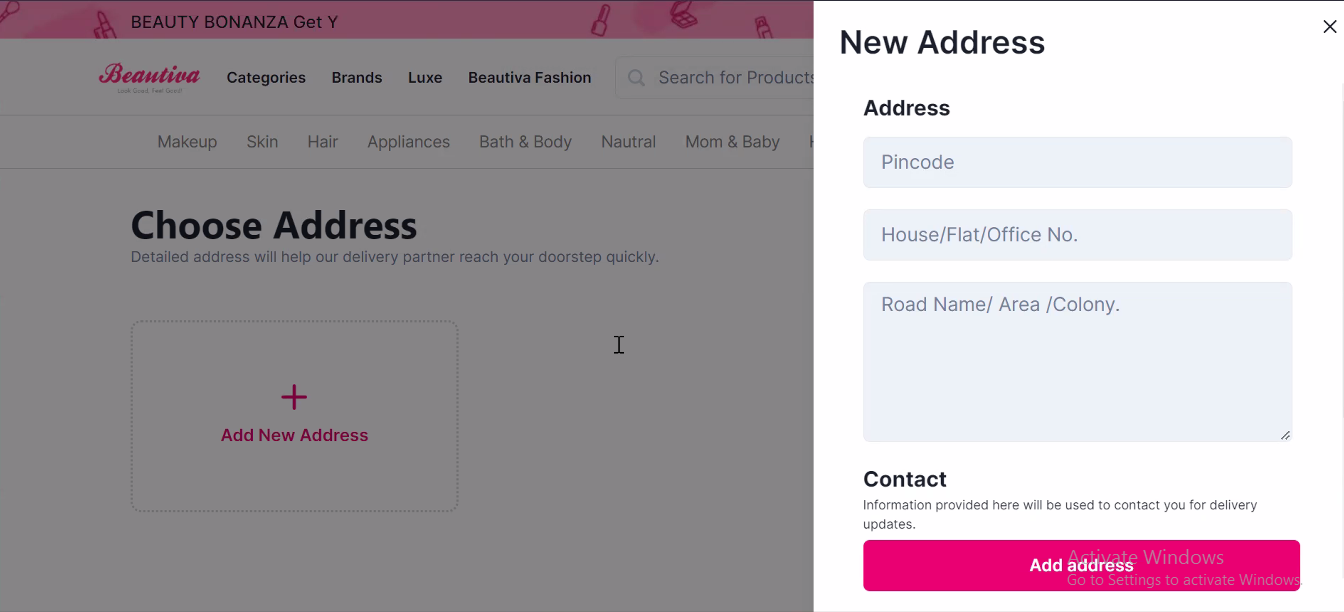 BEAUTY BONANZA Get Y
Beautiva
Look Good. Feel Good!
Categories Brands Luxe Beautiva Fashion
Search for Products
Makeup Skin Hair Appliances Bath & Body Nautral Mom & Baby H
Choose Address
Detailed address will help our delivery partner reach your doorstep quickly.
+
Add New Address
New Address
Address
Pincode
House/Flat/Office No.
Road Name/ Area /Colony.
Contact
Information provided here will be used to contact you for delivery
updates.
Add address
Activate Windows
Go to Settings to activate Windows.